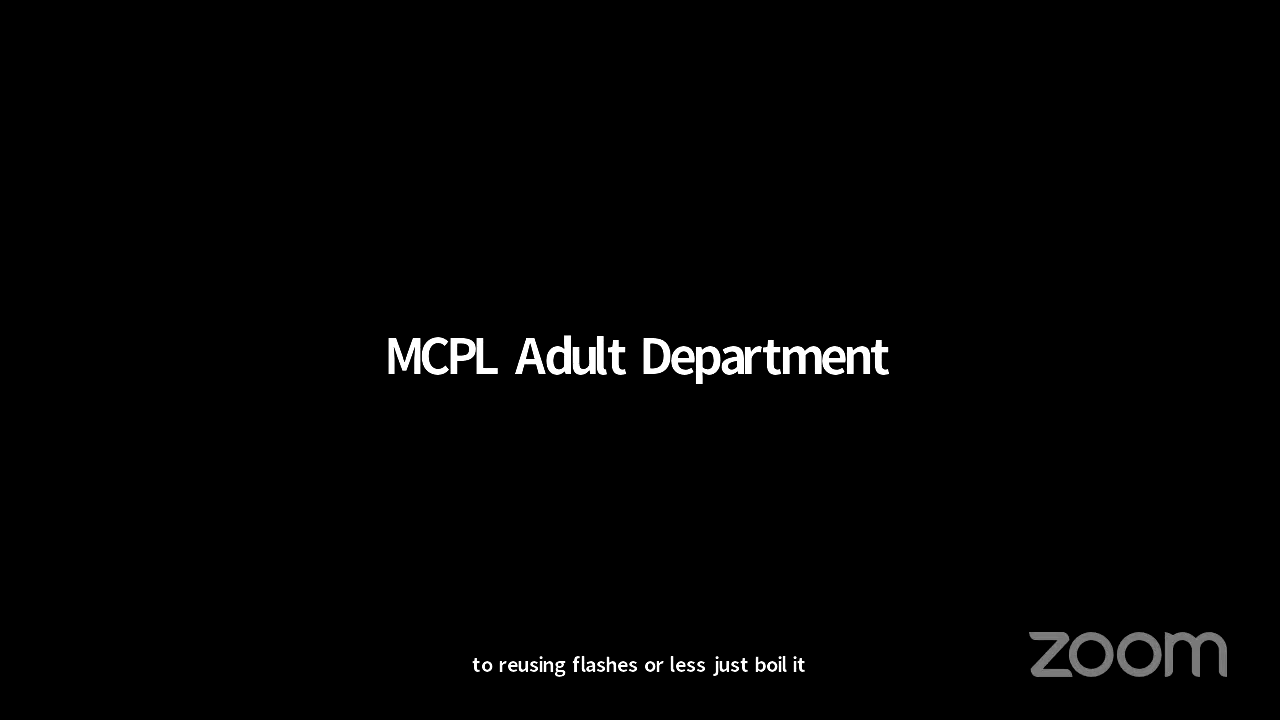 MCPL Adult Department
to reusing flashes or less just boil it
zoom